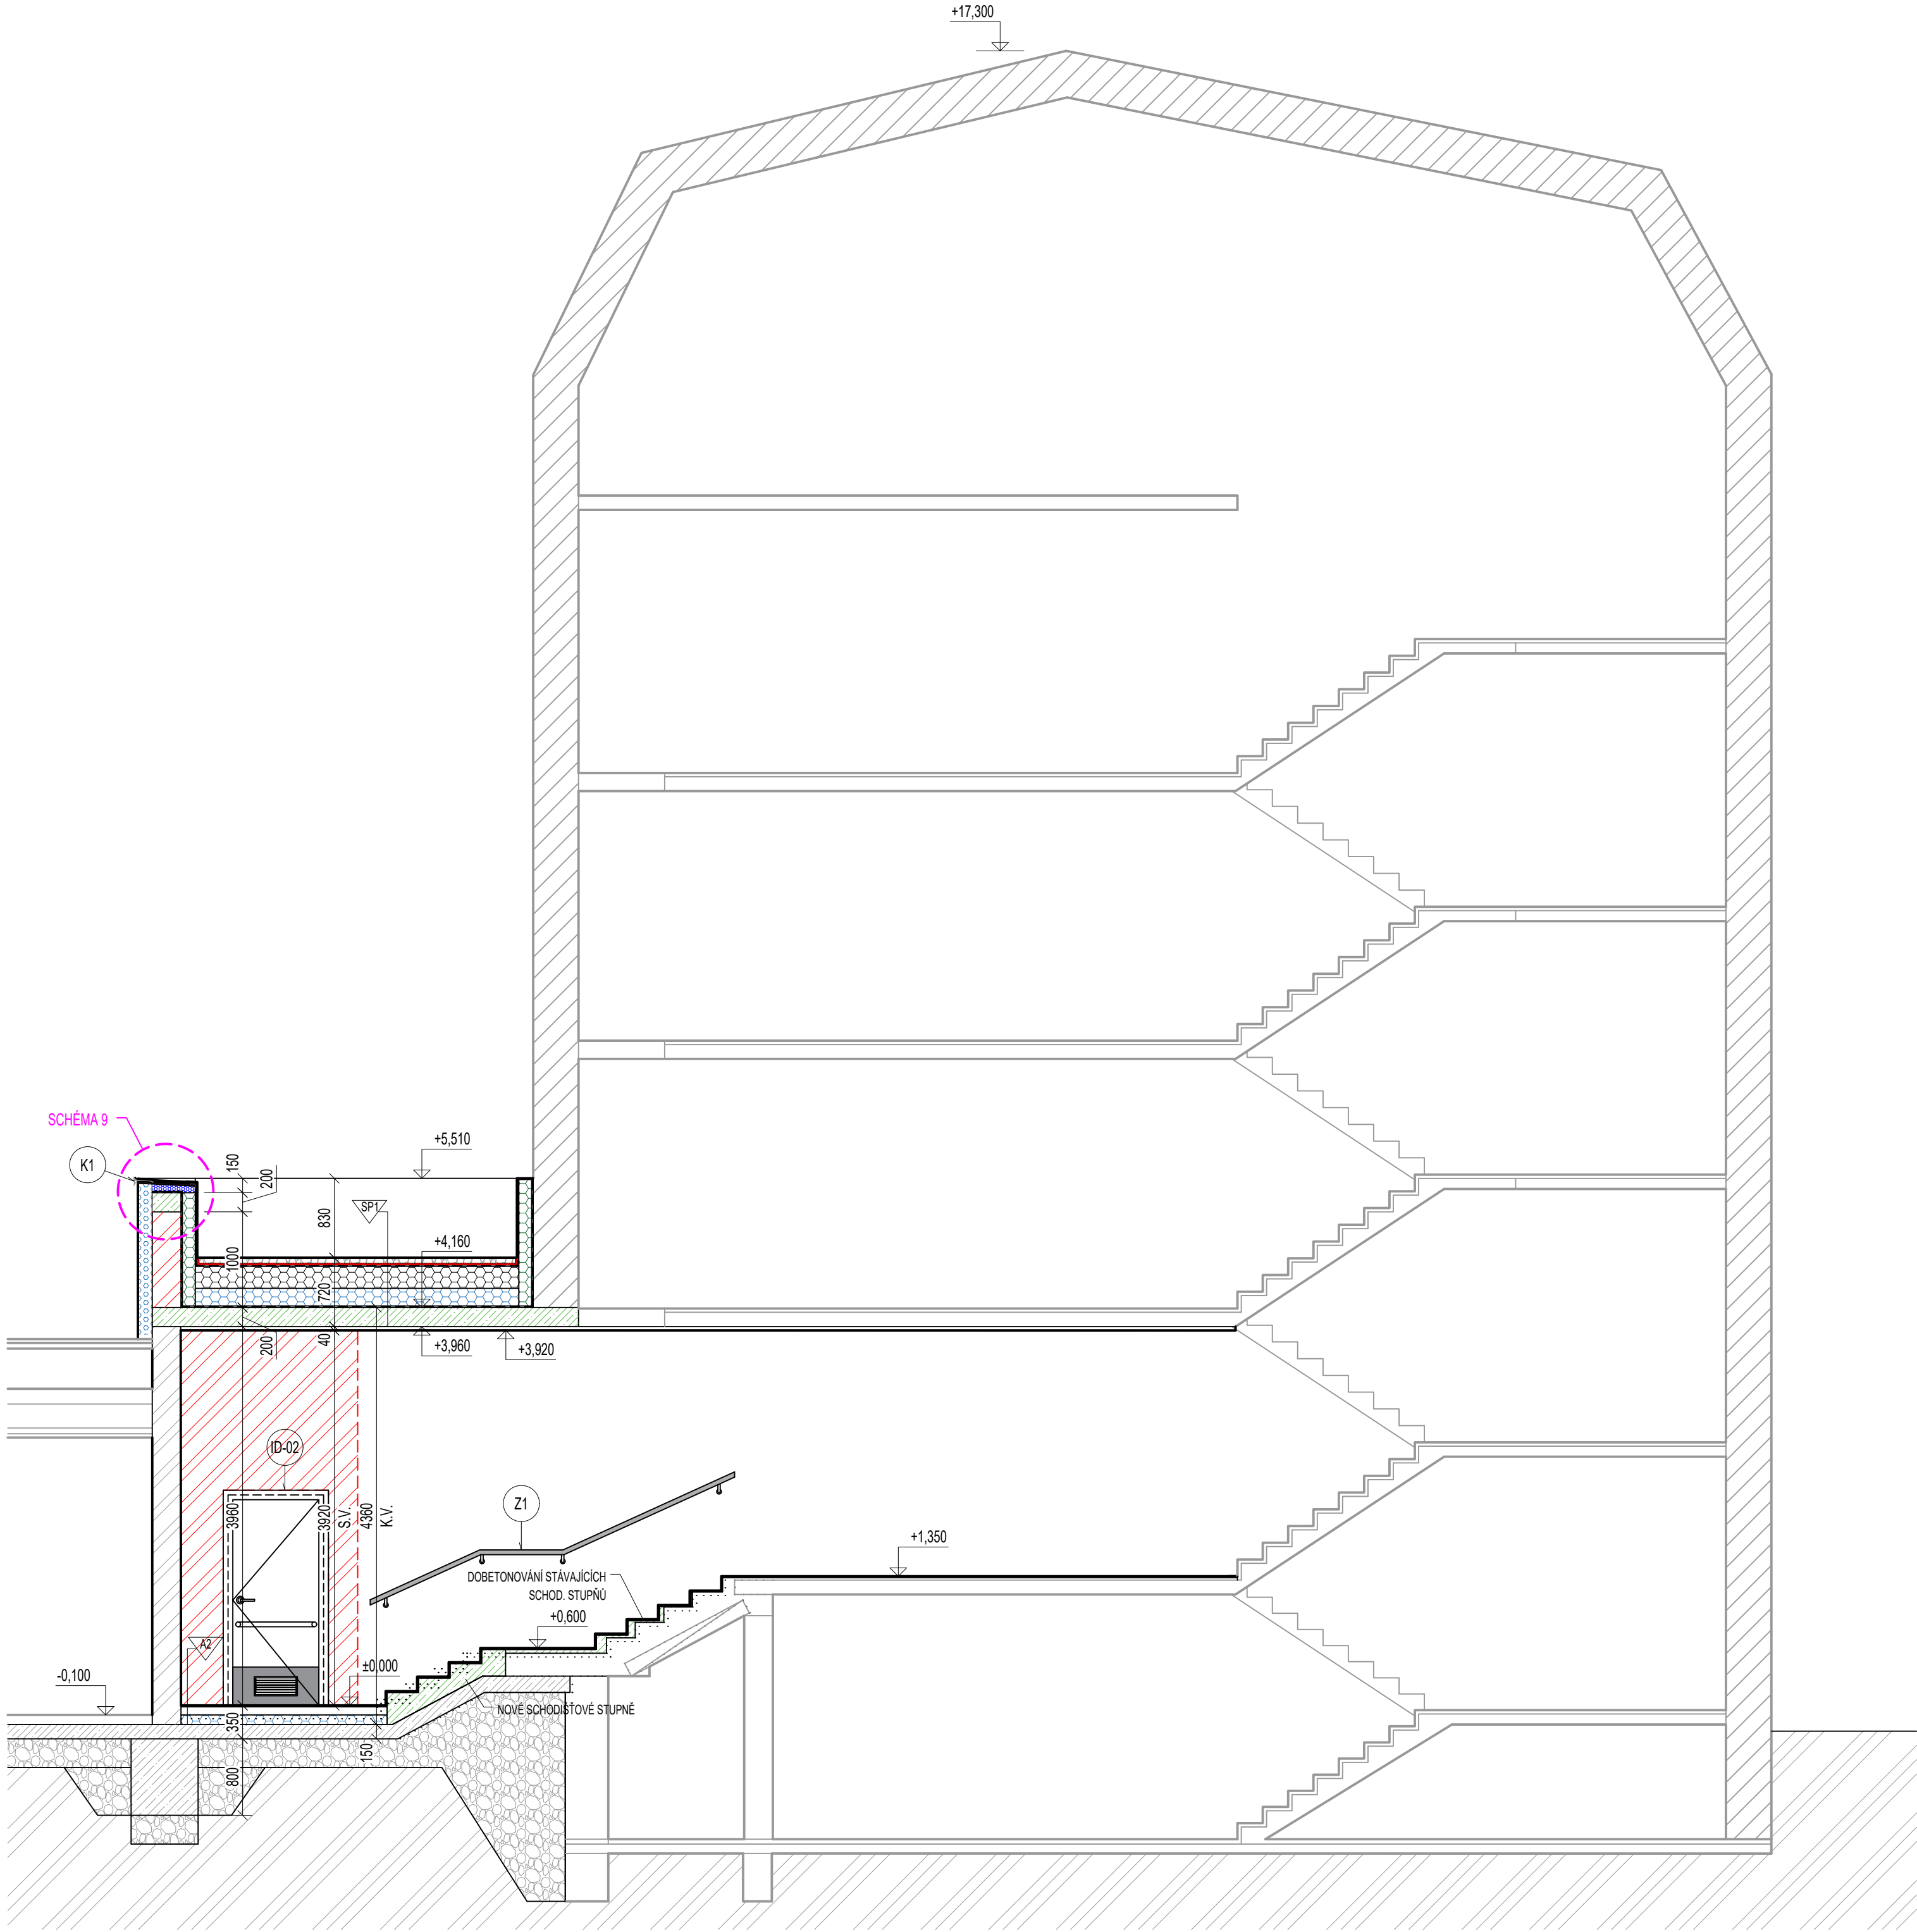 +17,300
SCHÉMA 9
K1
150
200
+5,510
SP1
830
+4,160
1000
720
200
40
+3,960
+3,920
ID-02
3960
3920
S.V.
4360
K.V.
Z1
DOBETONOVÁNÍ STÁVAJÍCÍCH
SCHOD. STUPŇŮ
+1,350
+0,600
A2
±0,000
-0,100
NOVÉ SCHODIŠŤOVÉ STUPNĚ
350
150
800